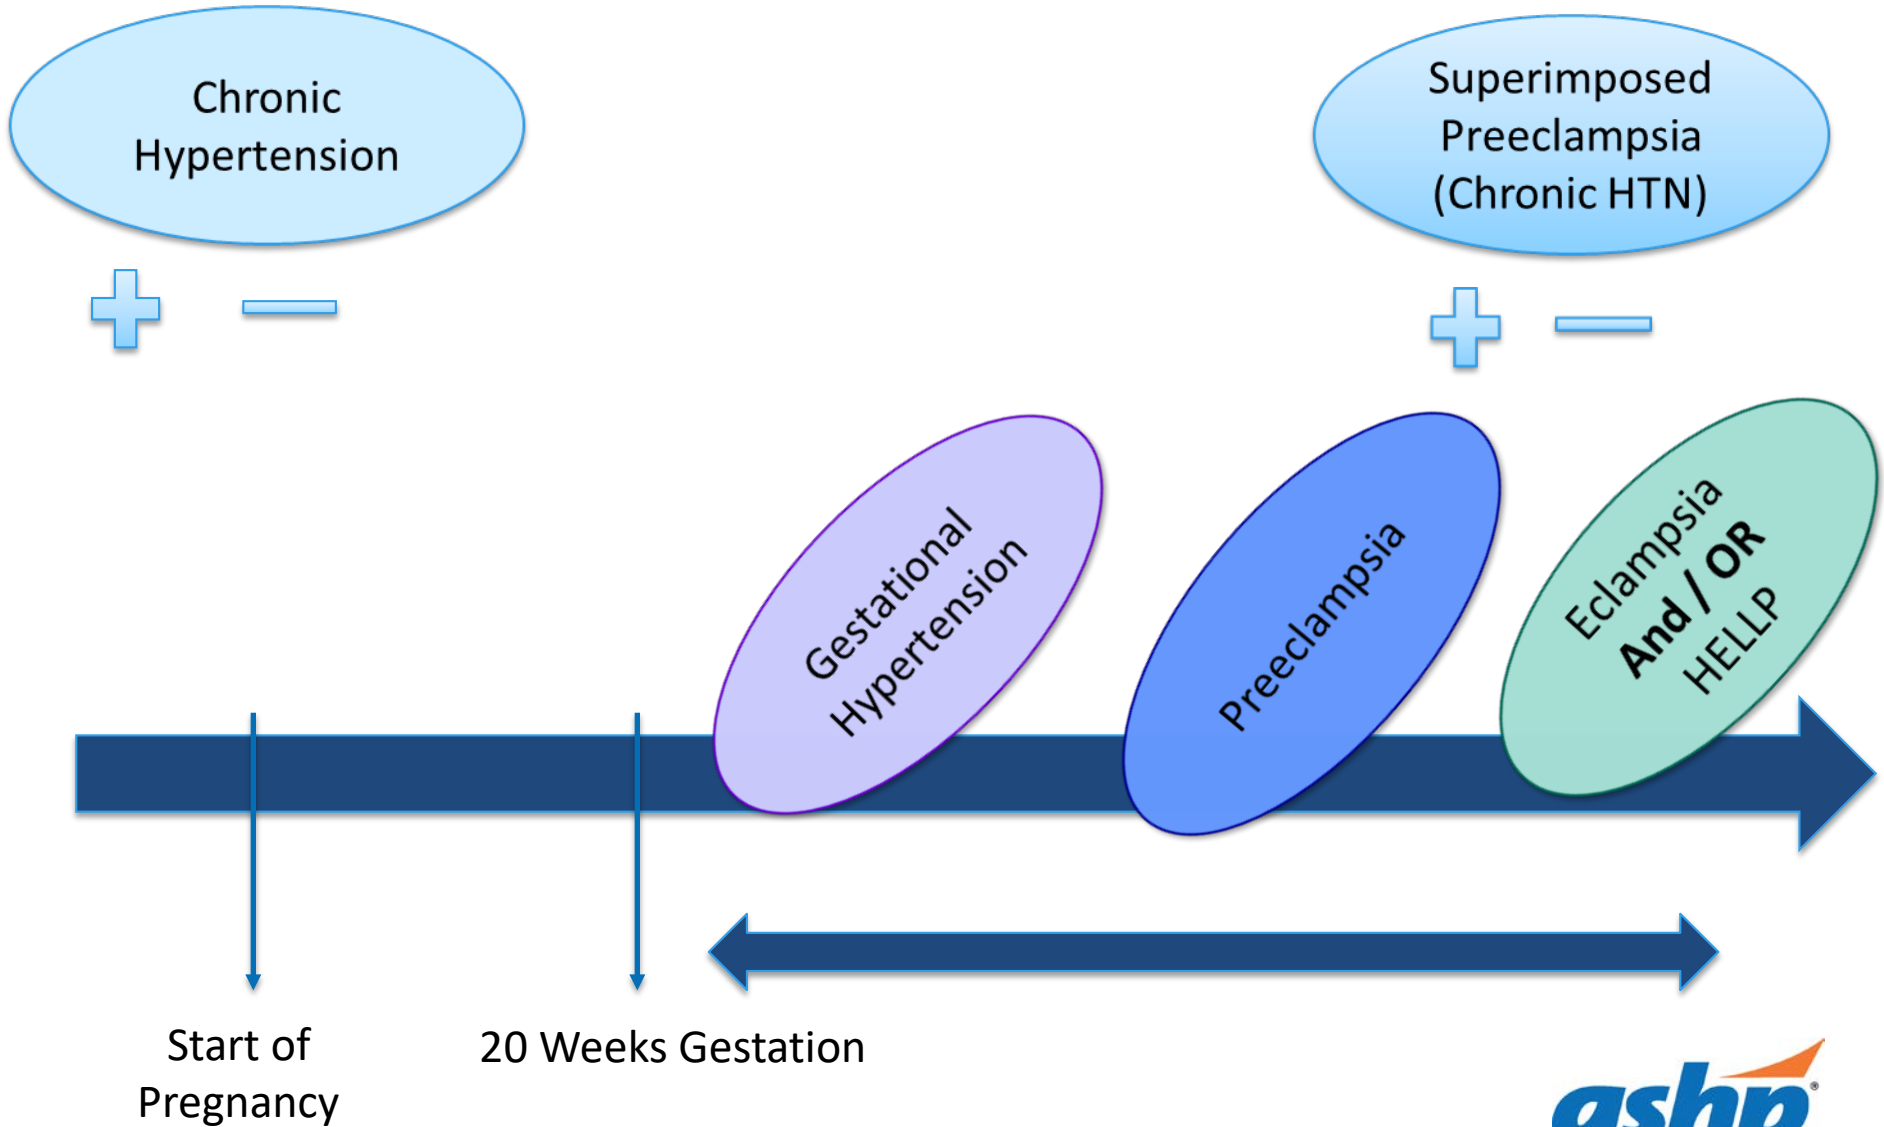 Chronic
Hypertension
Superimposed
Preeclampsia
(Chronic HTN)
Gestational
Hypertension
Preeclampsia
Eclampsia
And / OR
HELLP
Start of
Pregnancy
20 Weeks Gestation
ashp®